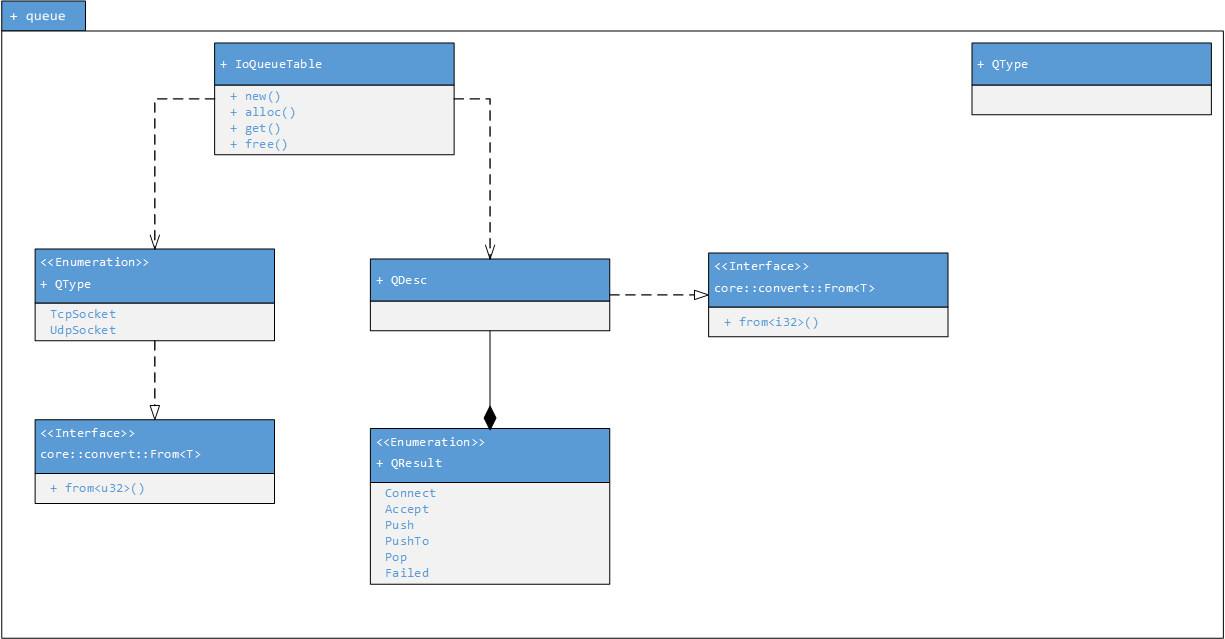 + queue
+ IoQueueTable
+ new()
+ alloc()
+ get()
+ free()
+ QType
<<Enumeration>>
+ QType
TcpSocket
UdpSocket
+ QDesc
<<Interface>>
core::convert::From<T>
+ from<i32>()
<<Interface>>
core::convert::From<T>
+ from<u32>()
<<Enumeration>>
+ QResult
Connect
Accept
Push
PushTo
Pop
Failed